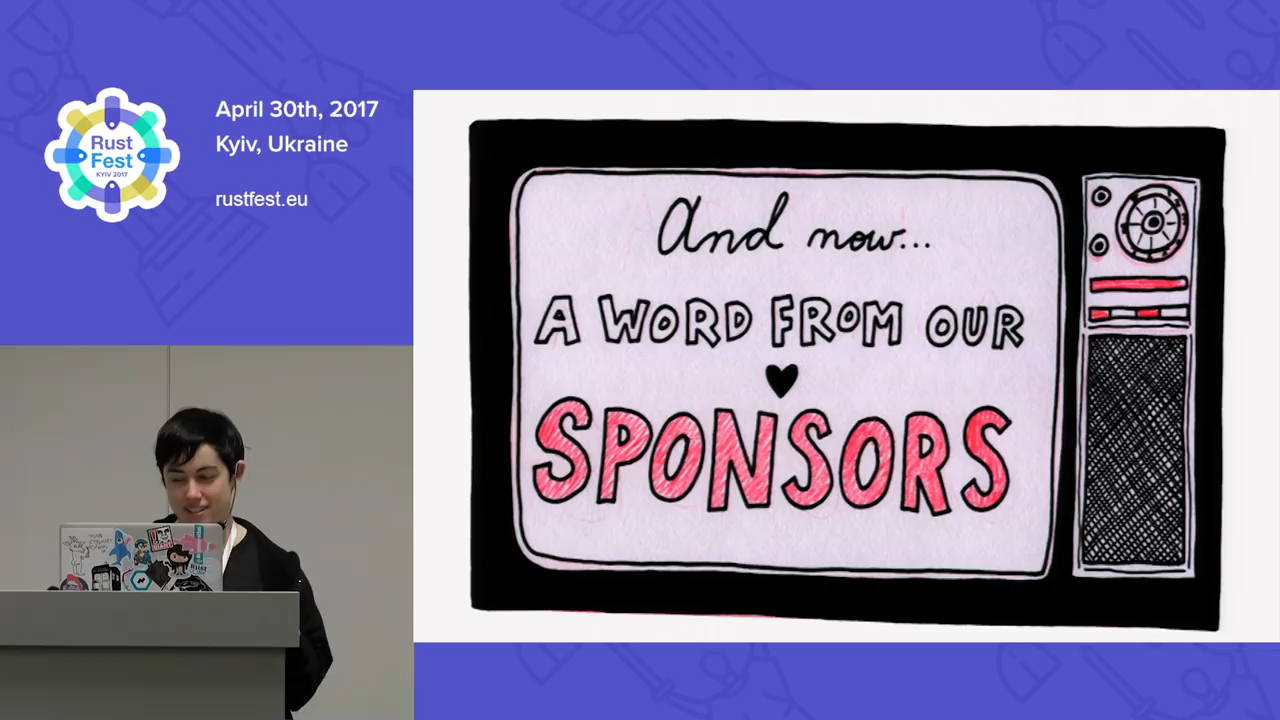 Rust
Fest
KYIV 2017
April 30th, 2017
Kyiv, Ukraine
rustfest.eu
And now...
A WORD FROM OUR
SPONSORS